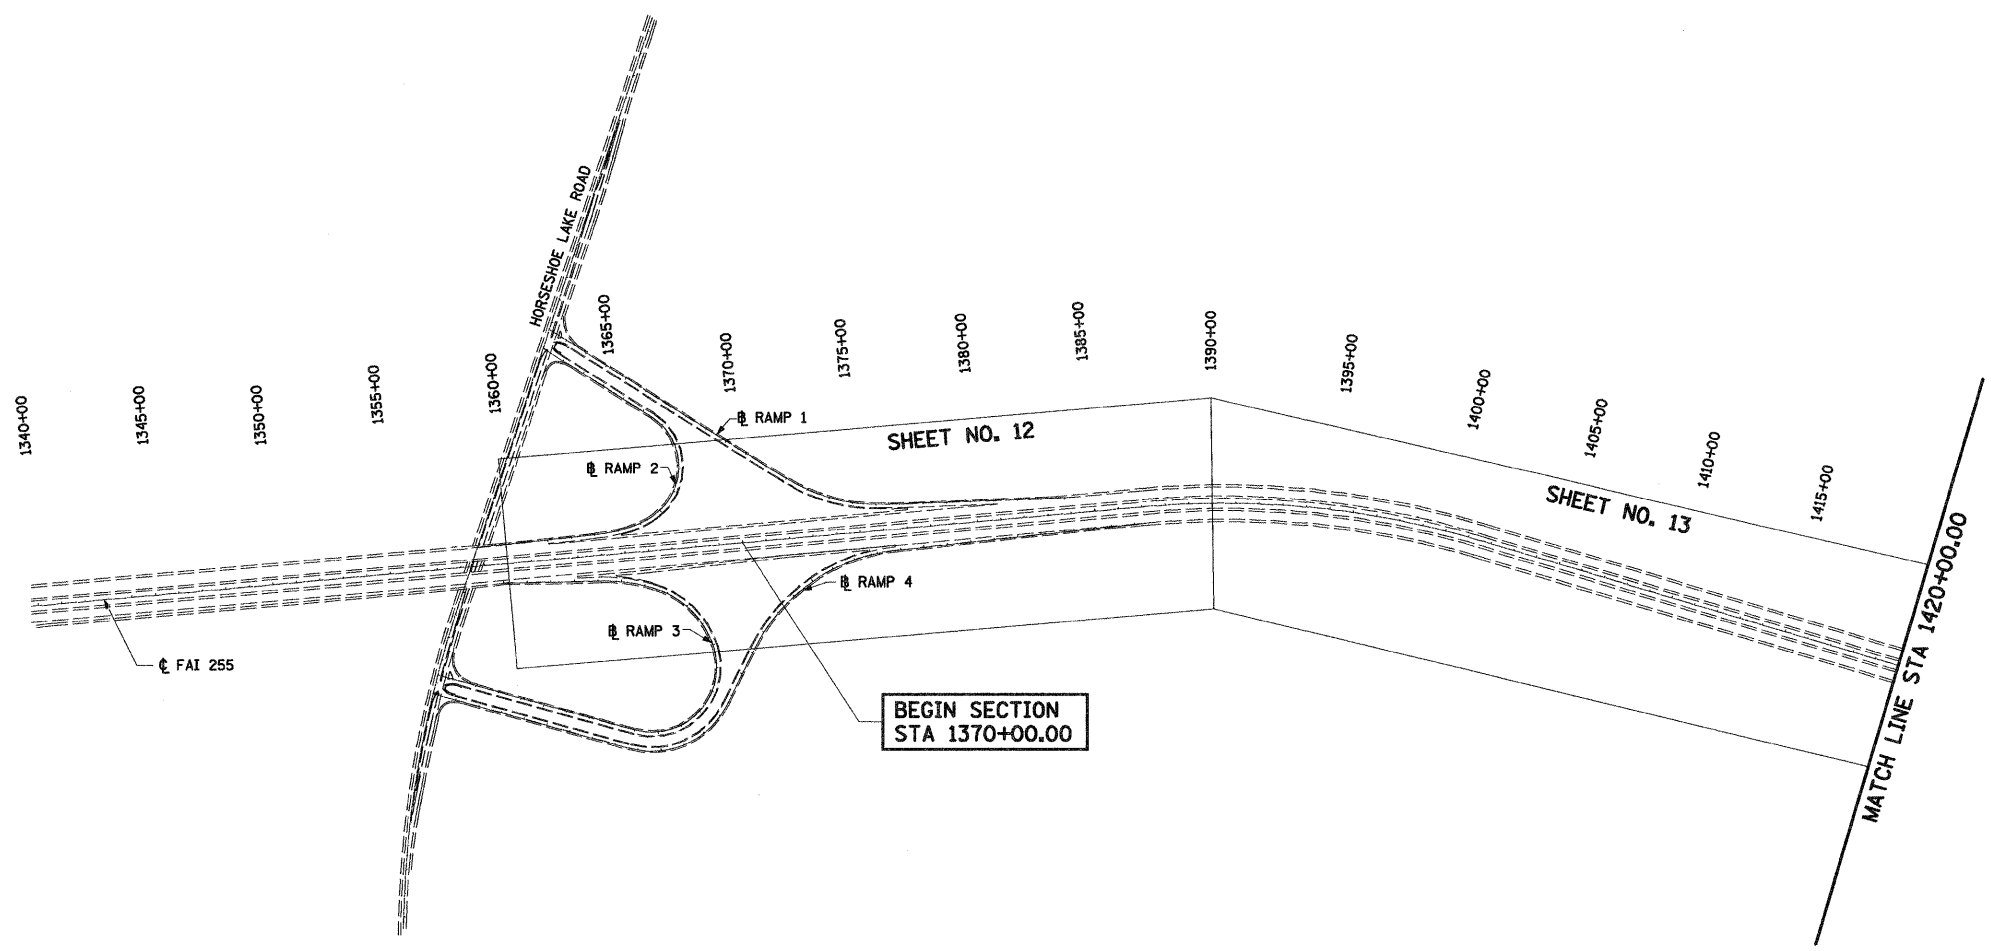 HORSESHOE LAKE ROAD
1340+00
1345+00
1350+00
1355+00
1360+00
1365+00
1370+00
1375+00
1380+00
1385+00
1390+00
1395+00
1400+00
1405+00
1410+00
1415+00
℄ RAMP 1
SHEET NO. 12
℄ RAMP 2
SHEET NO. 13
℄ RAMP 4
℄ RAMP 3
℄ FAI 255
BEGIN SECTION
STA 1370+00.00
MATCH LINE STA 1420+00.00